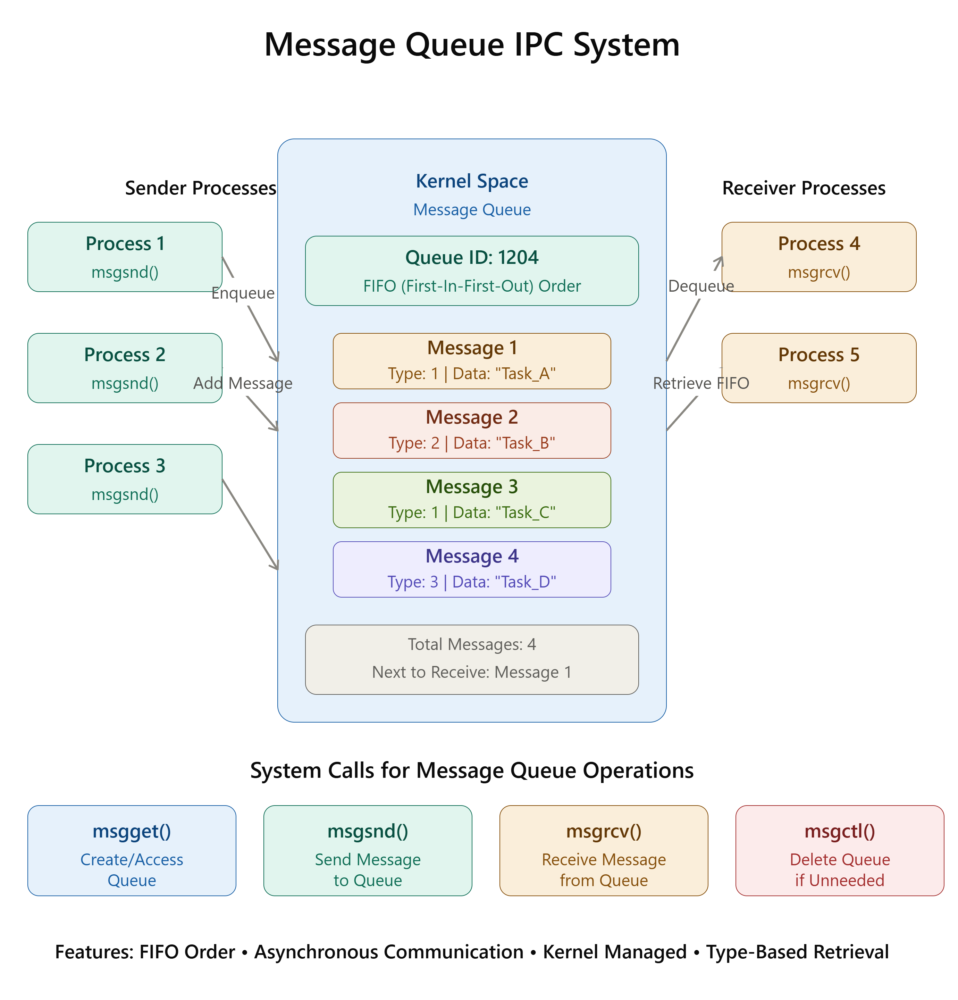 Message Queue IPC System
Sender Processes
Kernel Space
Message Queue
Receiver Processes
Process 1
msgsnd()
Enqueue
Process 2
msgsnd()
Add Message
Process 3
msgsnd()
Queue ID: 1204
FIFO (First-In-First-Out) Order
Message 1
Type: 1 | Data: "Task_A"
Message 2
Type: 2 | Data: "Task_B"
Message 3
Type: 1 | Data: "Task_C"
Message 4
Type: 3 | Data: "Task_D"
Total Messages: 4
Next to Receive: Message 1
Dequeue
Process 4
msgrcv()
Retrieve FIFO
Process 5
msgrcv()
System Calls for Message Queue Operations
msgget()
Create/Access
Queue
msgsnd()
Send Message
to Queue
msgrcv()
Receive Message
from Queue
msgctl()
Delete Queue
if Unneeded
Features: FIFO Order • Asynchronous Communication • Kernel Managed • Type-Based Retrieval